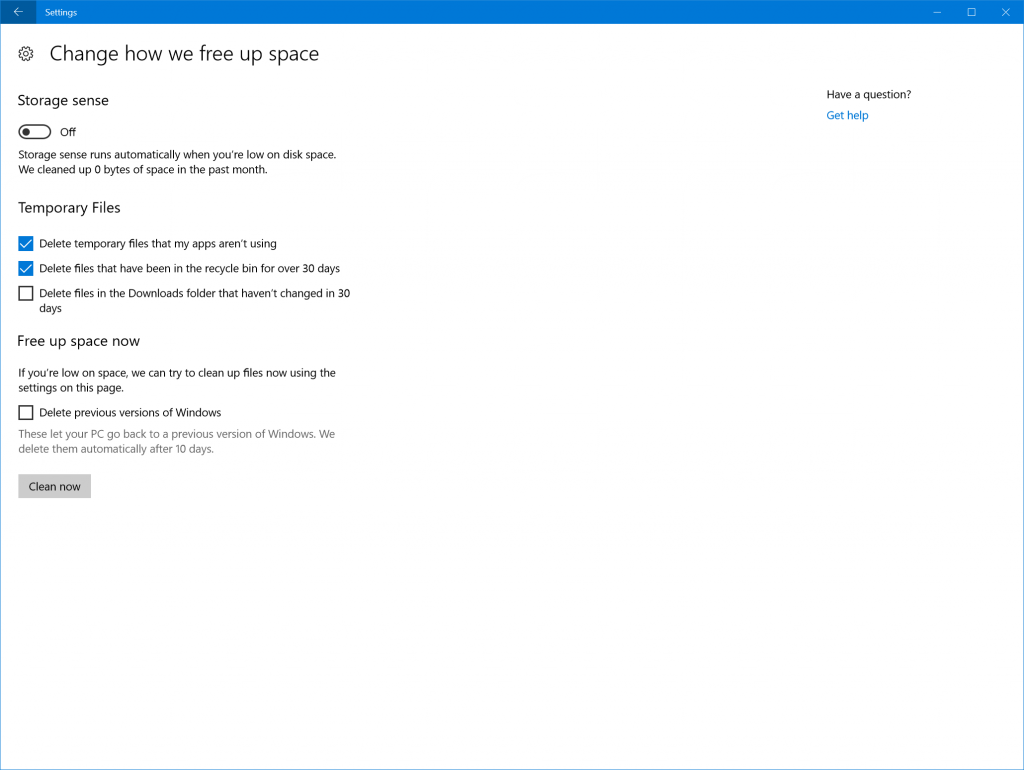 Settings
Change how we free up space
Storage sense
Off
Storage sense runs automatically when you're low on disk space.
We cleaned up 0 bytes of space in the past month.
Temporary Files
Delete temporary files that my apps aren't using
Delete files that have been in the recycle bin for over 30 days
Delete files in the Downloads folder that haven't changed in 30
days
Free up space now
If you're low on space, we can try to clean up files now using the
settings on this page.
Delete previous versions of Windows
These let your PC go back to a previous version of Windows. We
delete them automatically after 10 days.
Clean now
Have a question?
Get help